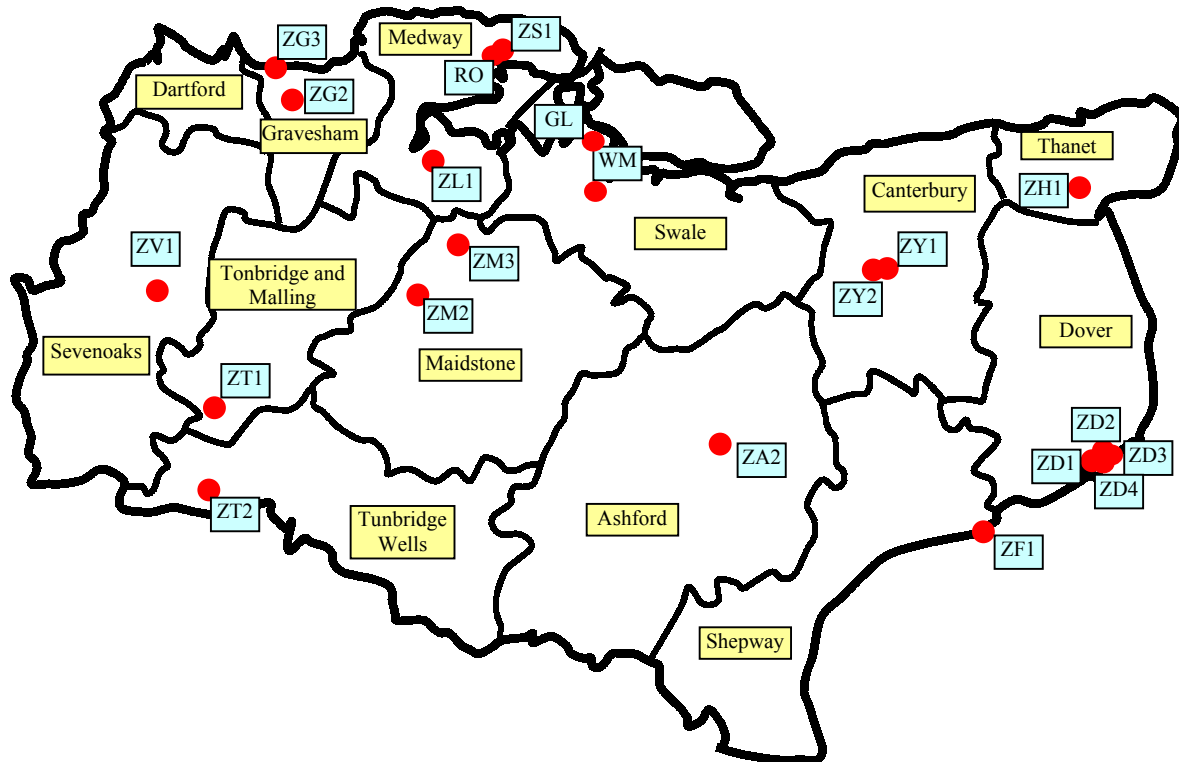 ZS1
Medway
ZG3
RO
Dartford
ZG2
Gravesham
GL
Thanet
WM
ZL1
Canterbury
ZH1
Swale
ZV1
ZY1
ZM3
Tonbridge and
Malling
ZY2
ZM2
Dover
Sevenoaks
Maidstone
ZT1
ZD2
ZA2
ZD1
ZD3
ZD4
ZT2
Tunbridge
Wells
Ashford
ZF1
Shepway